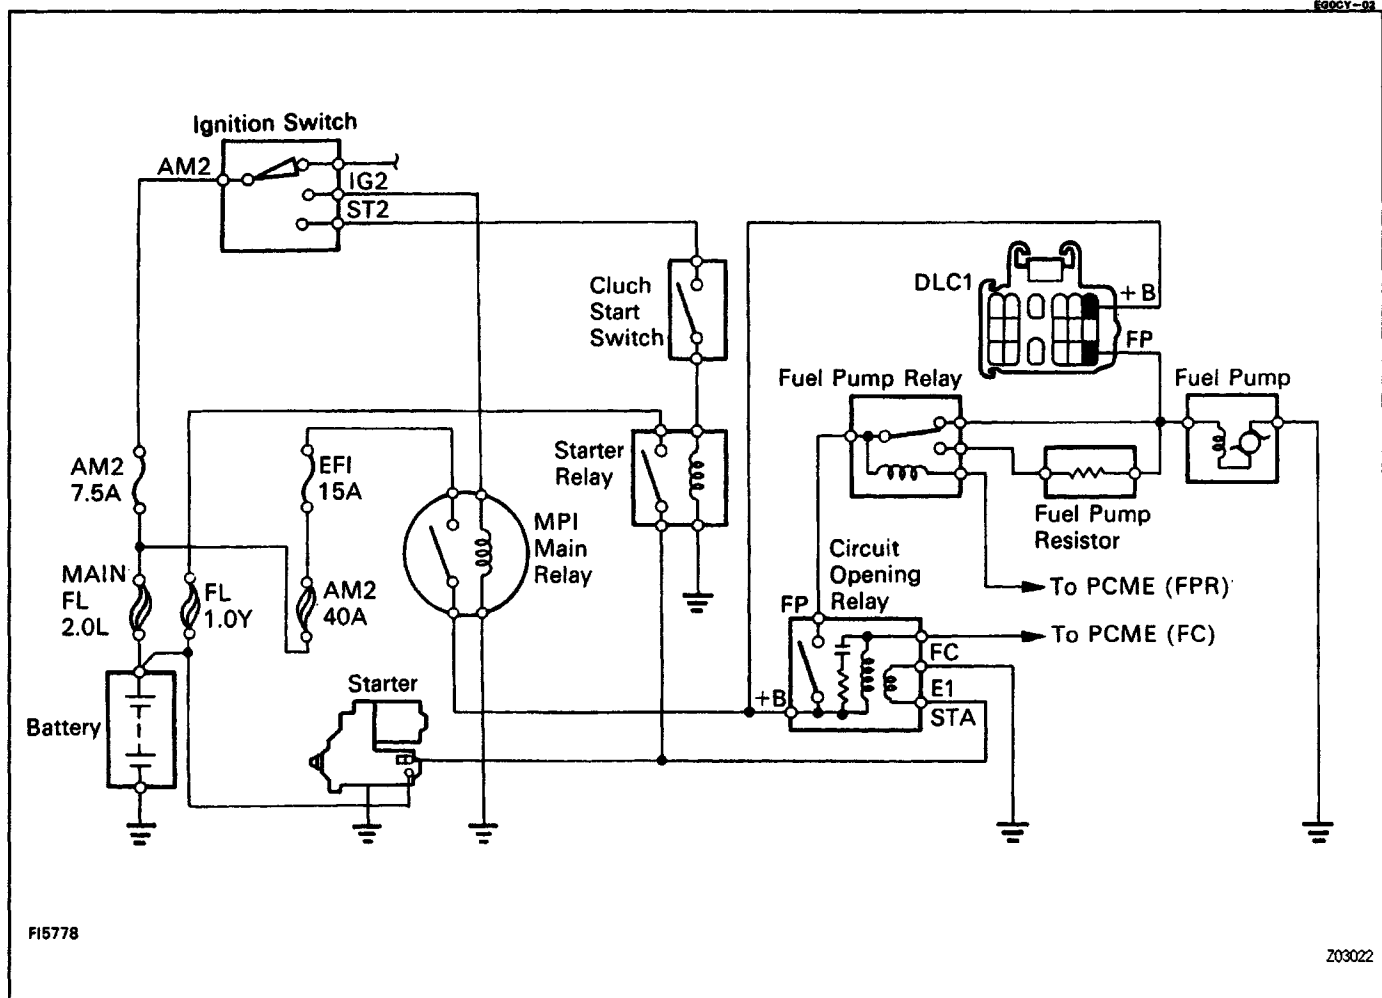 EG0CY-02
Ignition Switch
AM2
IG2
ST2
Cluch
Start
Switch
DLC1
+B
FP
Fuel Pump Relay
Fuel Pump
AM2
7.5A
EFI
15A
Starter
Relay
MPI
Main
Relay
Fuel Pump
Resistor
Circuit
Opening
Relay
MAIN
FL
2.0L
FL
1.0Y
AM2
40A
To PCME (FPR)
FP
To PCME (FC)
FC
E1
STA
+B
Starter
Battery
FI5778
Z03022